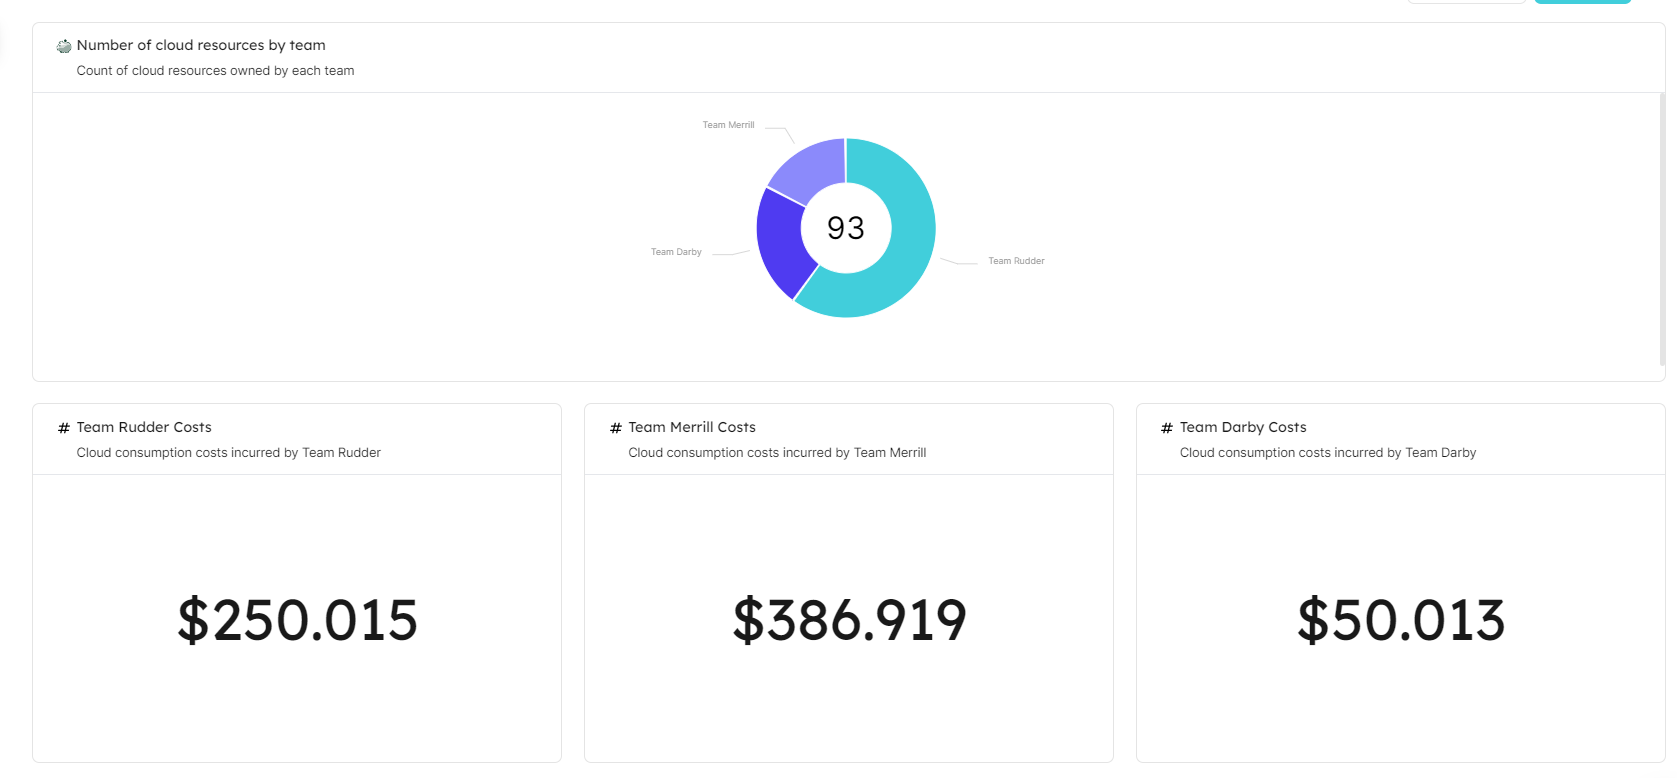 Number of cloud resources by team
Count of cloud resources owned by each team
Team Merrill
93
Team Darby
Team Rudder
# Team Rudder Costs
Cloud consumption costs incurred by Team Rudder
$250.015
# Team Merrill Costs
Cloud consumption costs incurred by Team Merrill
$386.919
# Team Darby Costs
Cloud consumption costs incurred by Team Darby
$50.013